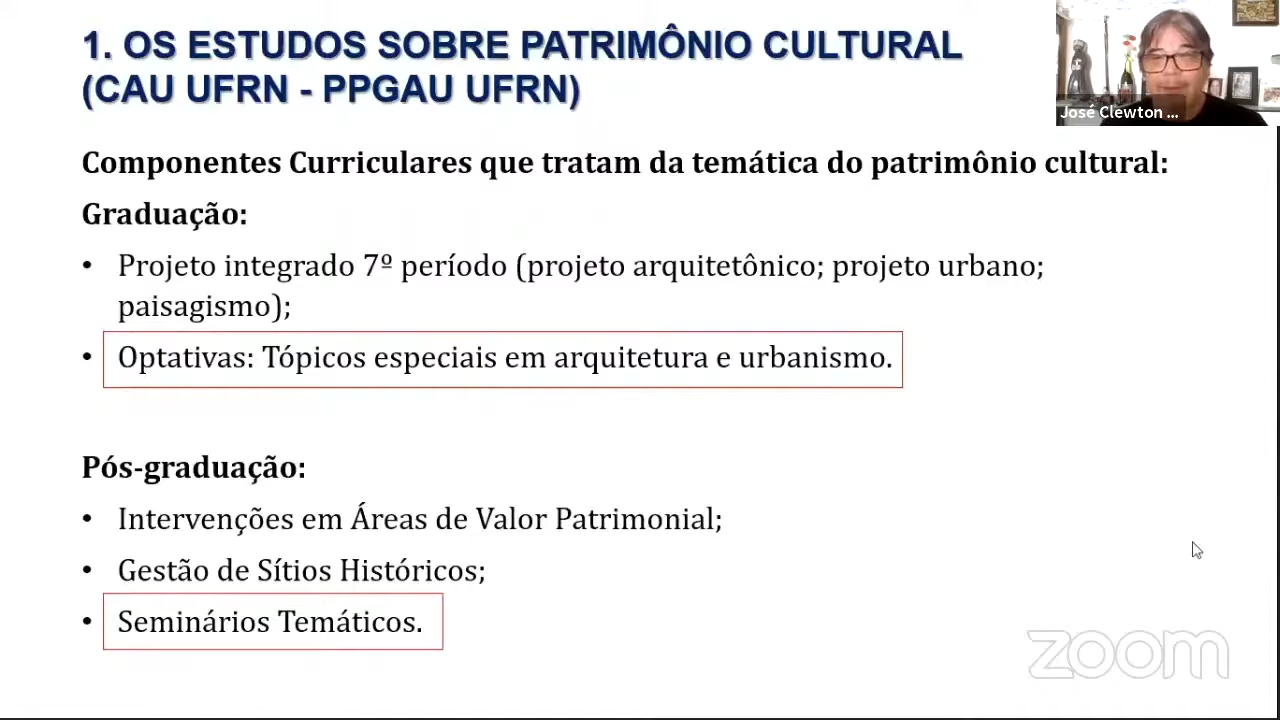 1. OS ESTUDOS SOBRE PATRIMÔNIO CULTURAL
(CAU UFRN - PPGAU UFRN)
José Clewton ...
Componentes Curriculares que tratam da temática do patrimônio cultural:
Graduação:
• Projeto integrado 7º período (projeto arquitetônico; projeto urbano;
paisagismo);
• Optativas: Tópicos especiais em arquitetura e urbanismo.
Pós-graduação:
• Intervenções em Áreas de Valor Patrimonial;
• Gestão de Sítios Históricos;
• Seminários Temáticos.
zoom